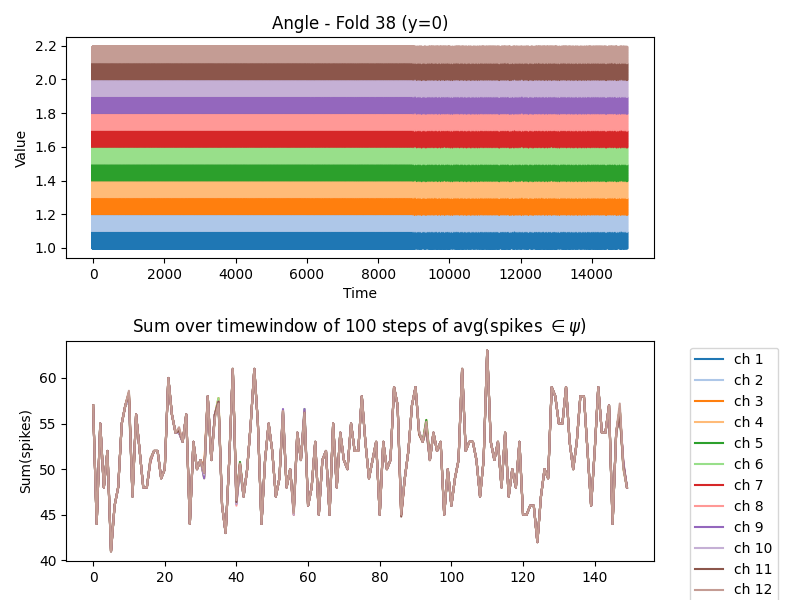 Angle - Fold 38 (y=0)
2.2
2.0
1.8
1.6
1.4
1.2
1.0
Value
0 2000 4000 6000 8000 10000 12000 14000
Time
Sum over timewindow of 100 steps of avg(spikes ∈ ψ)
60
55
50
45
40
Sum(spikes)
0 20 40 60 80 100 120 140
ch 1
ch 2
ch 3
ch 4
ch 5
ch 6
ch 7
ch 8
ch 9
ch 10
ch 11
ch 12